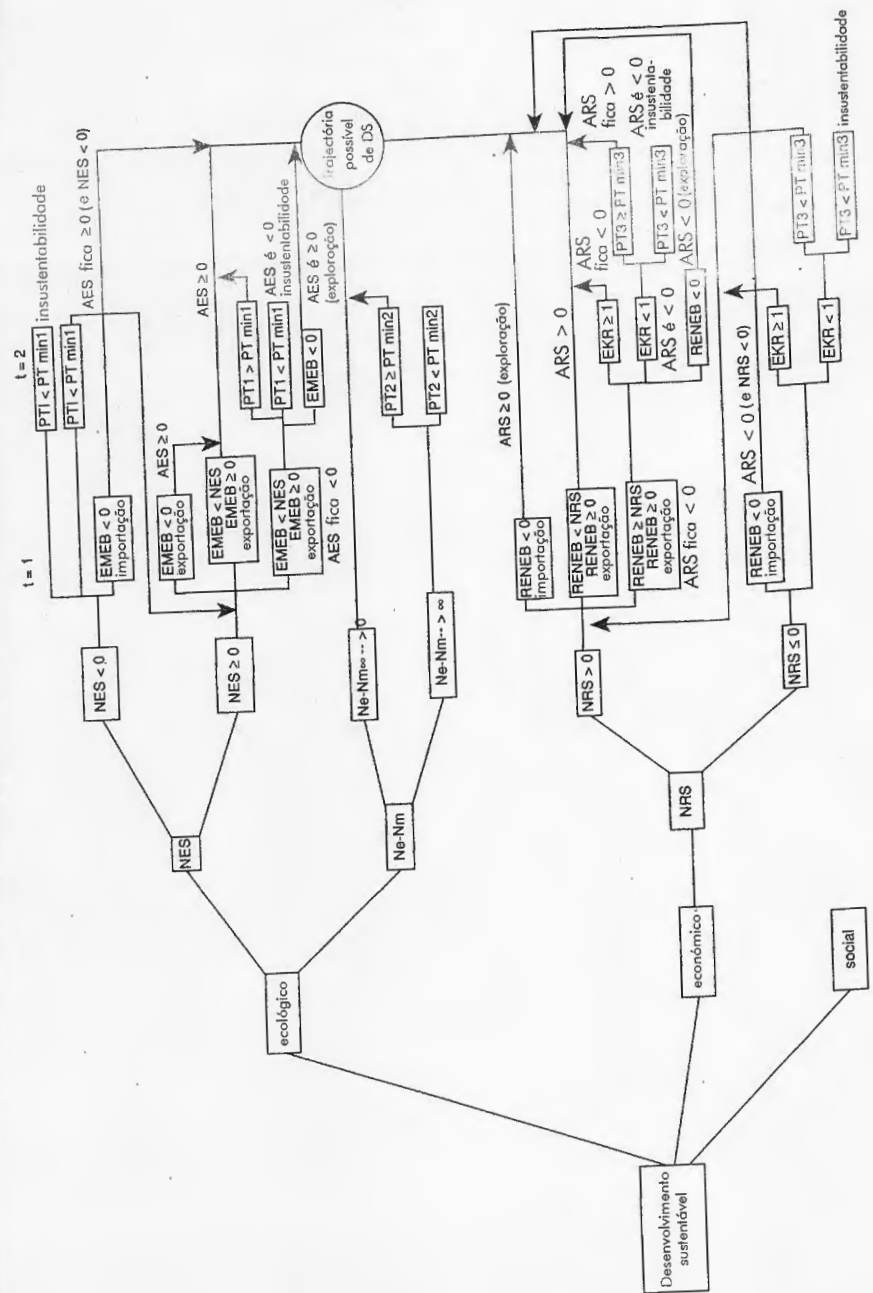 t = 1
t = 2
PTI < PT min1
insustentabilidade
PTI < PT min1
AES fica ≥ 0 (e NES < 0)
EMEB < 0
importação
NES < 0
EMEB < 0
exportação
AES ≥ 0
AES ≥ 0
EMEB < NES
EMEB ≥ 0
exportação
NES ≥ 0
EMEB < NES
EMEB ≥ 0
exportação
AES fica < 0
PT1 > PT min1
PT1 < PT min1
AES é < 0
insustentabilidade
EMEB < 0
AES é ≥ 0
(exploração)
NES
trajectória
possível
de DS
Ne-Nm∞ -- > 0
PT2 ≥ PT min2
Ne-Nm
Ne-Nm-- > ∞
PT2 < PT min2
ecológico
ARS ≥ 0 (exploração)
RENEB < 0
importação
ARS > 0
NRS > 0
RENEB < NRS
RENEB ≥ 0
exportação
RENEB ≥ NRS
RENEB ≥ 0
exportação
ARS fica < 0
EKR ≥ 1
ARS
fica < 0
EKR < 1
ARS é < 0
PT3 ≥ PT min3
ARS
fica > 0
PT3 < PT min3
ARS é < 0
insustenta-
bilidade
RENEB < 0
ARS < 0 (exploração)
NRS
económico
ARS < 0 (e NRS < 0)
RENEB < 0
importação
NRS ≤ 0
EKR ≥ 1
EKR < 1
PT3 < PT min3
PT3 < PT min3
insustentabilidade
social
Desenvolvimento
sustentável